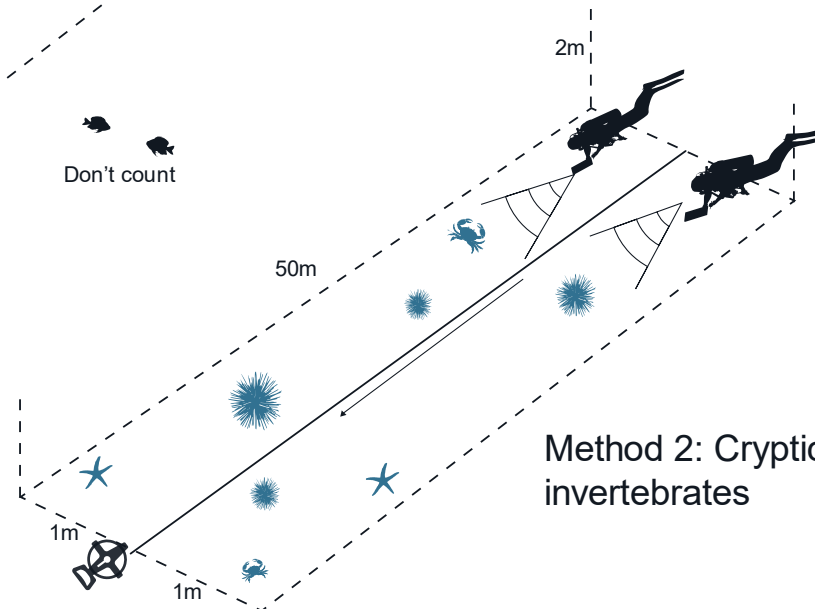 2m
Don't count
50m
Method 2: Cryptic
invertebrates
1m
1m